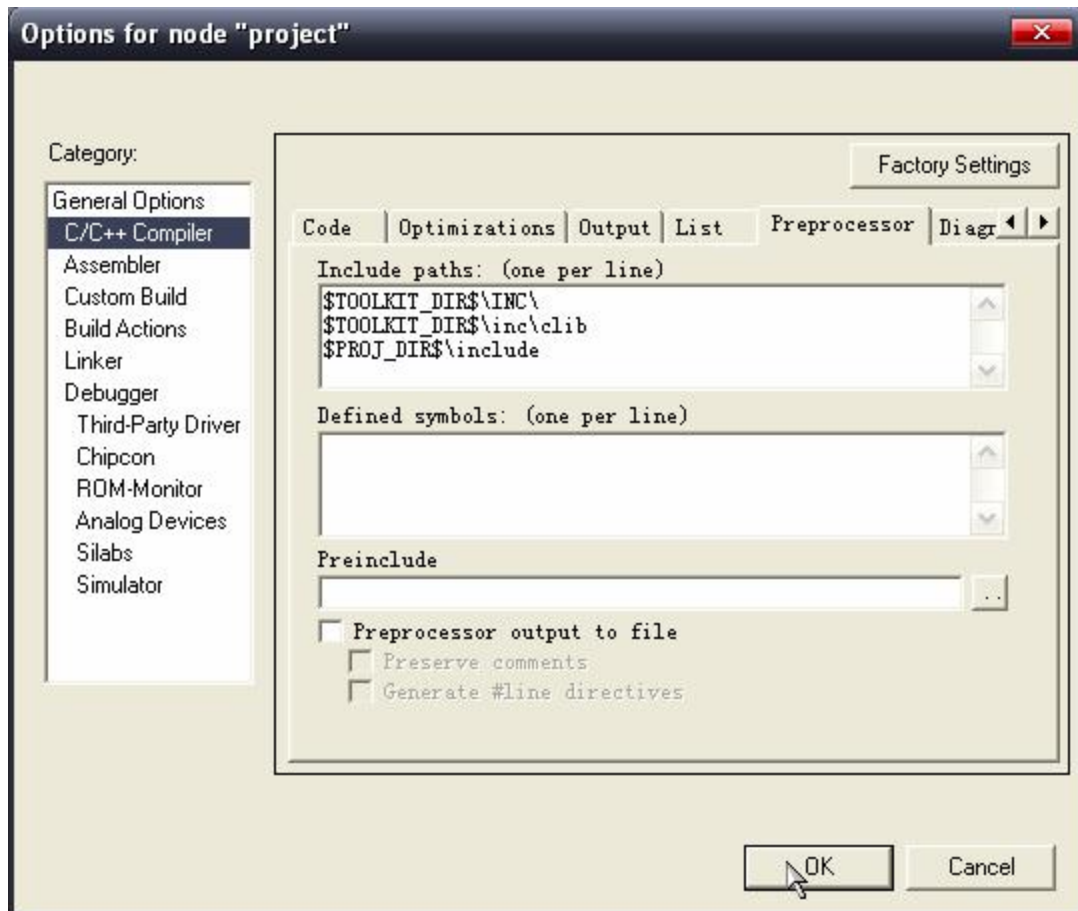 Options for node "project"
Category:
General Options
C/C++ Compiler
Assembler
Custom Build
Build Actions
Linker
Debugger
Third-Party Driver
Chipcon
ROM-Monitor
Analog Devices
Silabs
Simulator
Factory Settings
Code Optimizations Output List Preprocessor Diagr
Include paths: (one per line)
$TOOLKIT_DIR$\INC\
$TOOLKIT_DIR$\inc\clib
$PROJ_DIR$\include
Defined symbols: (one per line)
Preinclude
..
Preprocessor output to file
Preserve comments
Generate #line directives
OK Cancel